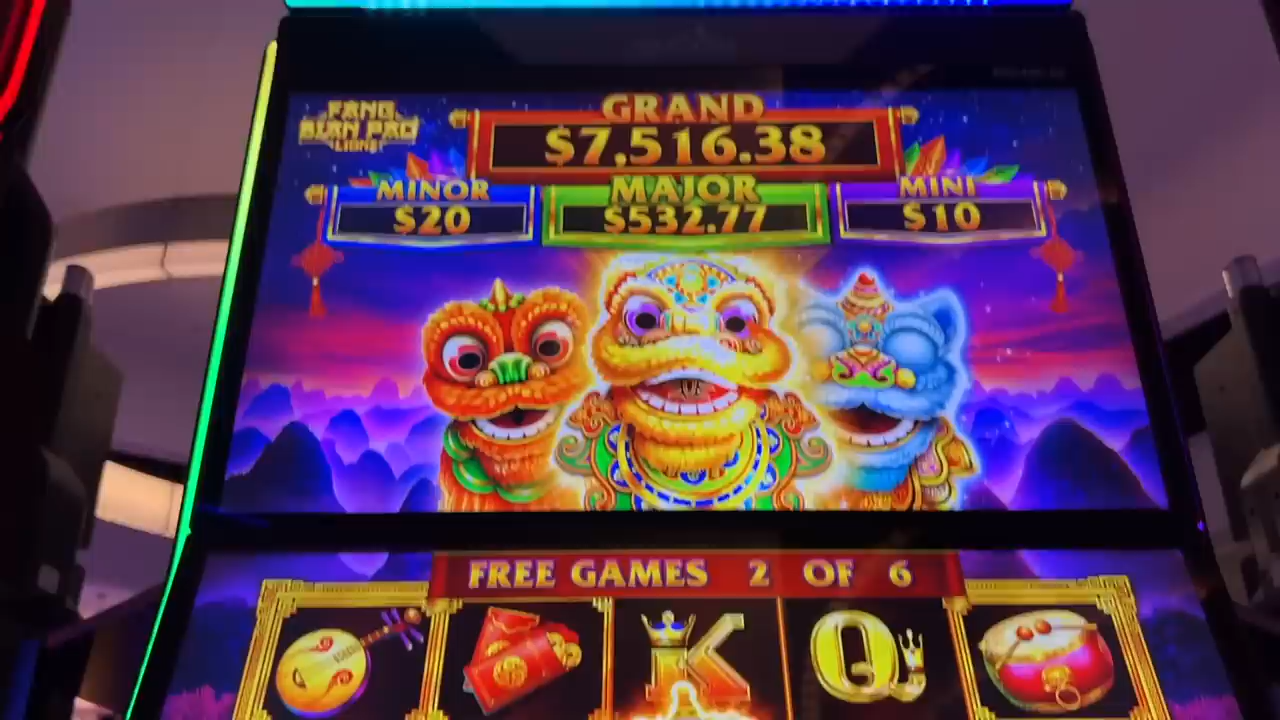 FANG
BIAN PAO
LIONS
GRAND
$7,516.38
MINOR
$20
MAJOR
$532.77
MINI
$10
FREE GAMES 2 OF 6
K
Q